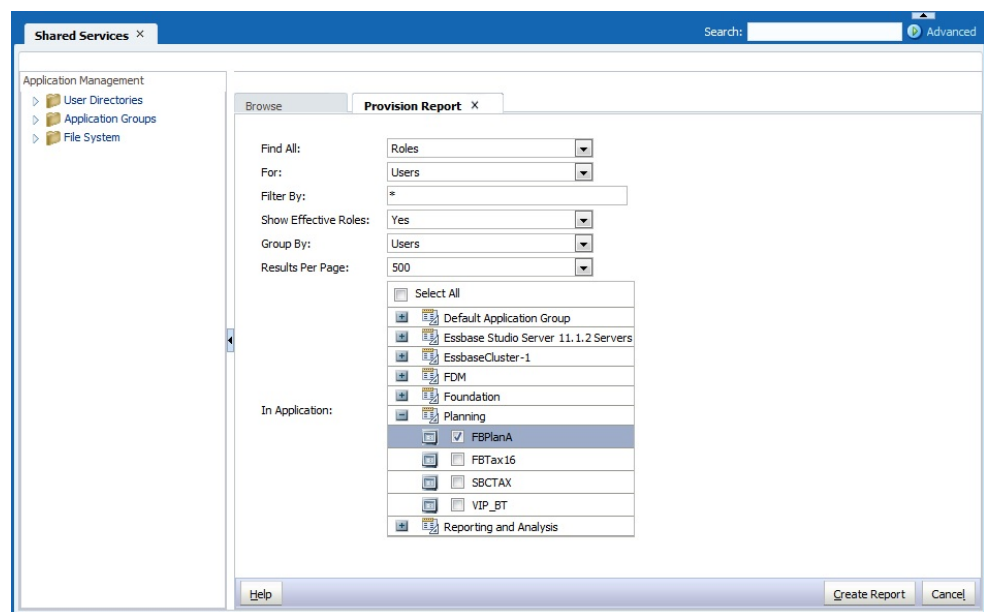 Shared Services ×
Search:
Advanced
Application Management
User Directories
Application Groups
File System
Browse
Provision Report ×
Find All: Roles
For: Users
Filter By: *
Show Effective Roles: Yes
Group By: Users
Results Per Page: 500
Select All
Default Application Group
Essbase Studio Server 11.1.2 Servers
EssbaseCluster-1
FDM
Foundation
In Application:
Planning
FBPlanA
FBTax16
SBCTAX
VIP_BT
Reporting and Analysis
Help
Create Report
Cancel